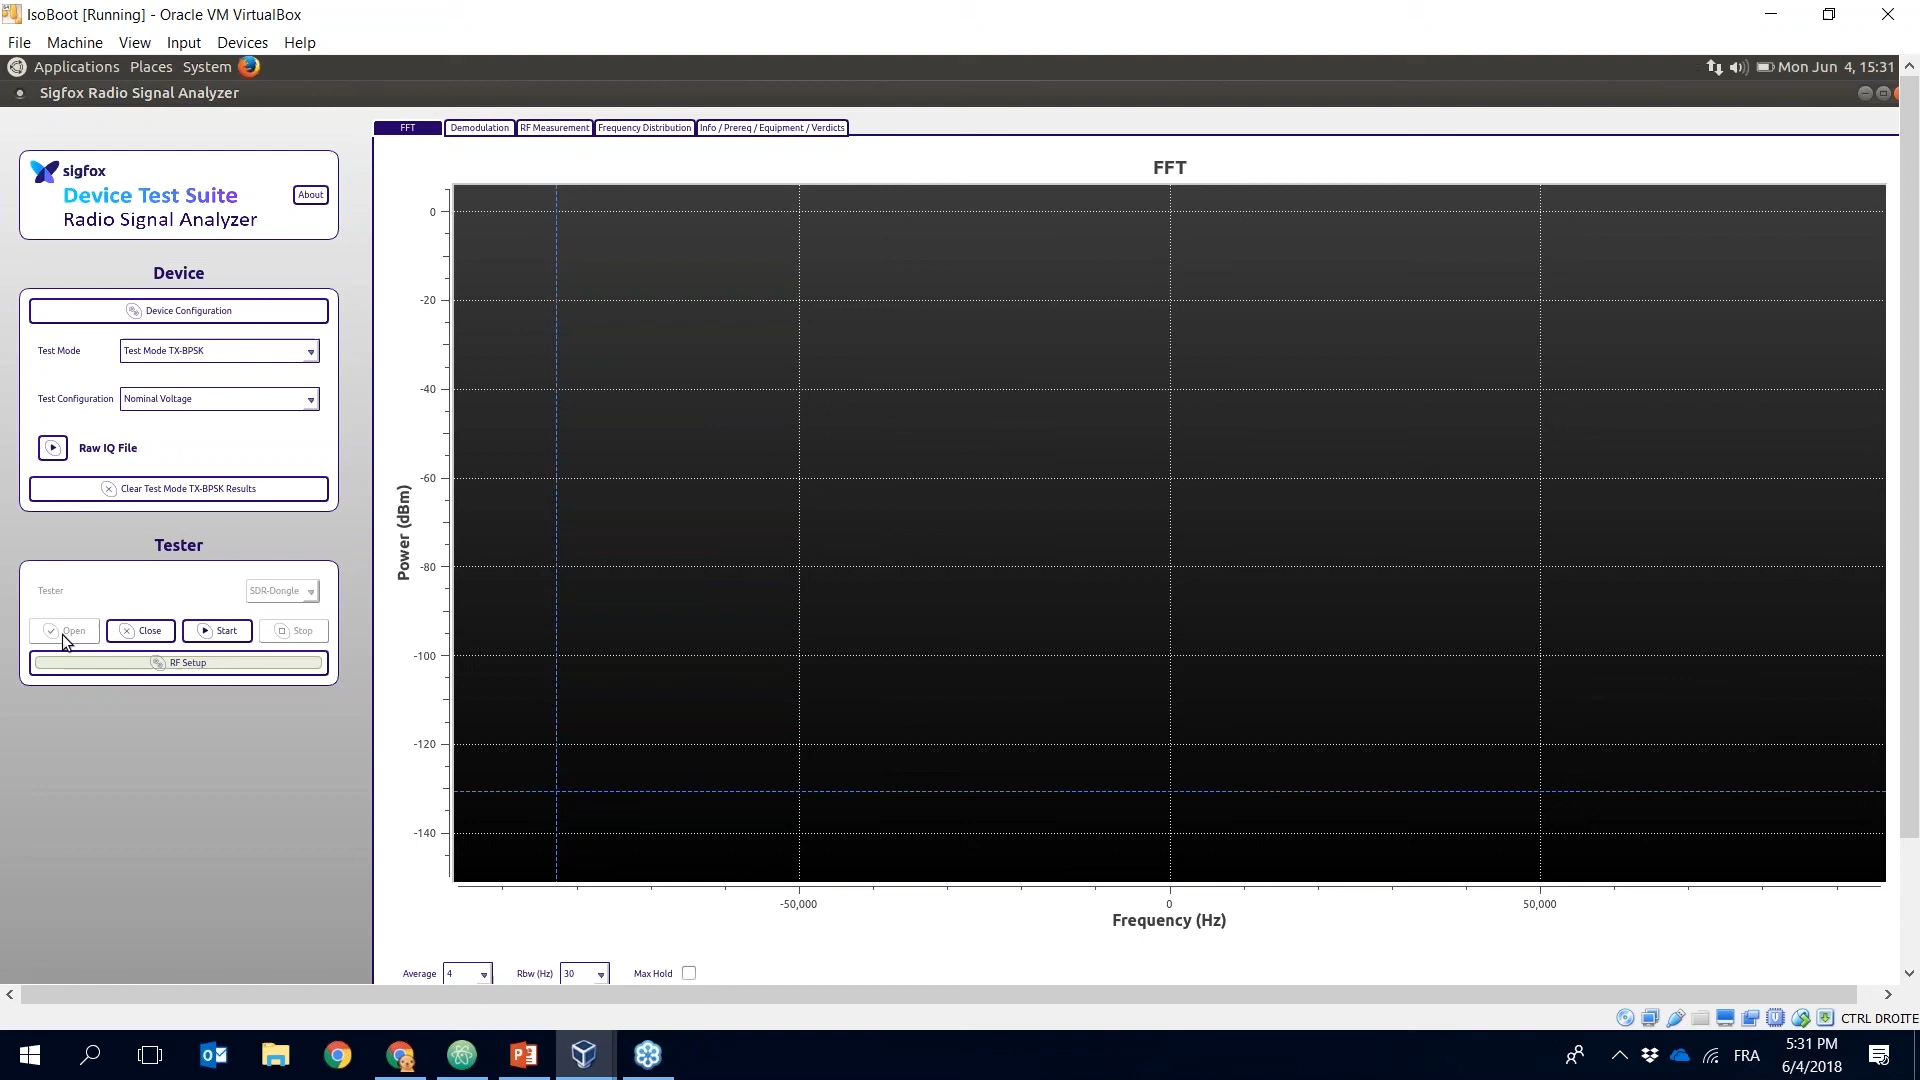 IsoBoot [Running] - Oracle VM VirtualBox
File Machine View Input Devices Help
Applications Places System Mon Jun 4, 15:31
Sigfox Radio Signal Analyzer
FFT Demodulation RF Measurement Frequency Distribution Info / Prereq / Equipment / Verdicts
sigfox
Device Test Suite
Radio Signal Analyzer
About
Device
Device Configuration
Test Mode Test Mode TX-BPSK
Test Configuration Nominal Voltage
Raw IQ File
Clear Test Mode TX-BPSK Results
Tester
Tester SDR-Dongle
Open Close Start Stop
RF Setup
FFT
Power (dBm)
0
-20
-40
-60
-80
-100
-120
-140
-50,000 0 50,000
Frequency (Hz)
Average 4 Rbw (Hz) 30 Max Hold
CTRL DROITE
FRA
5:31 PM
6/4/2018